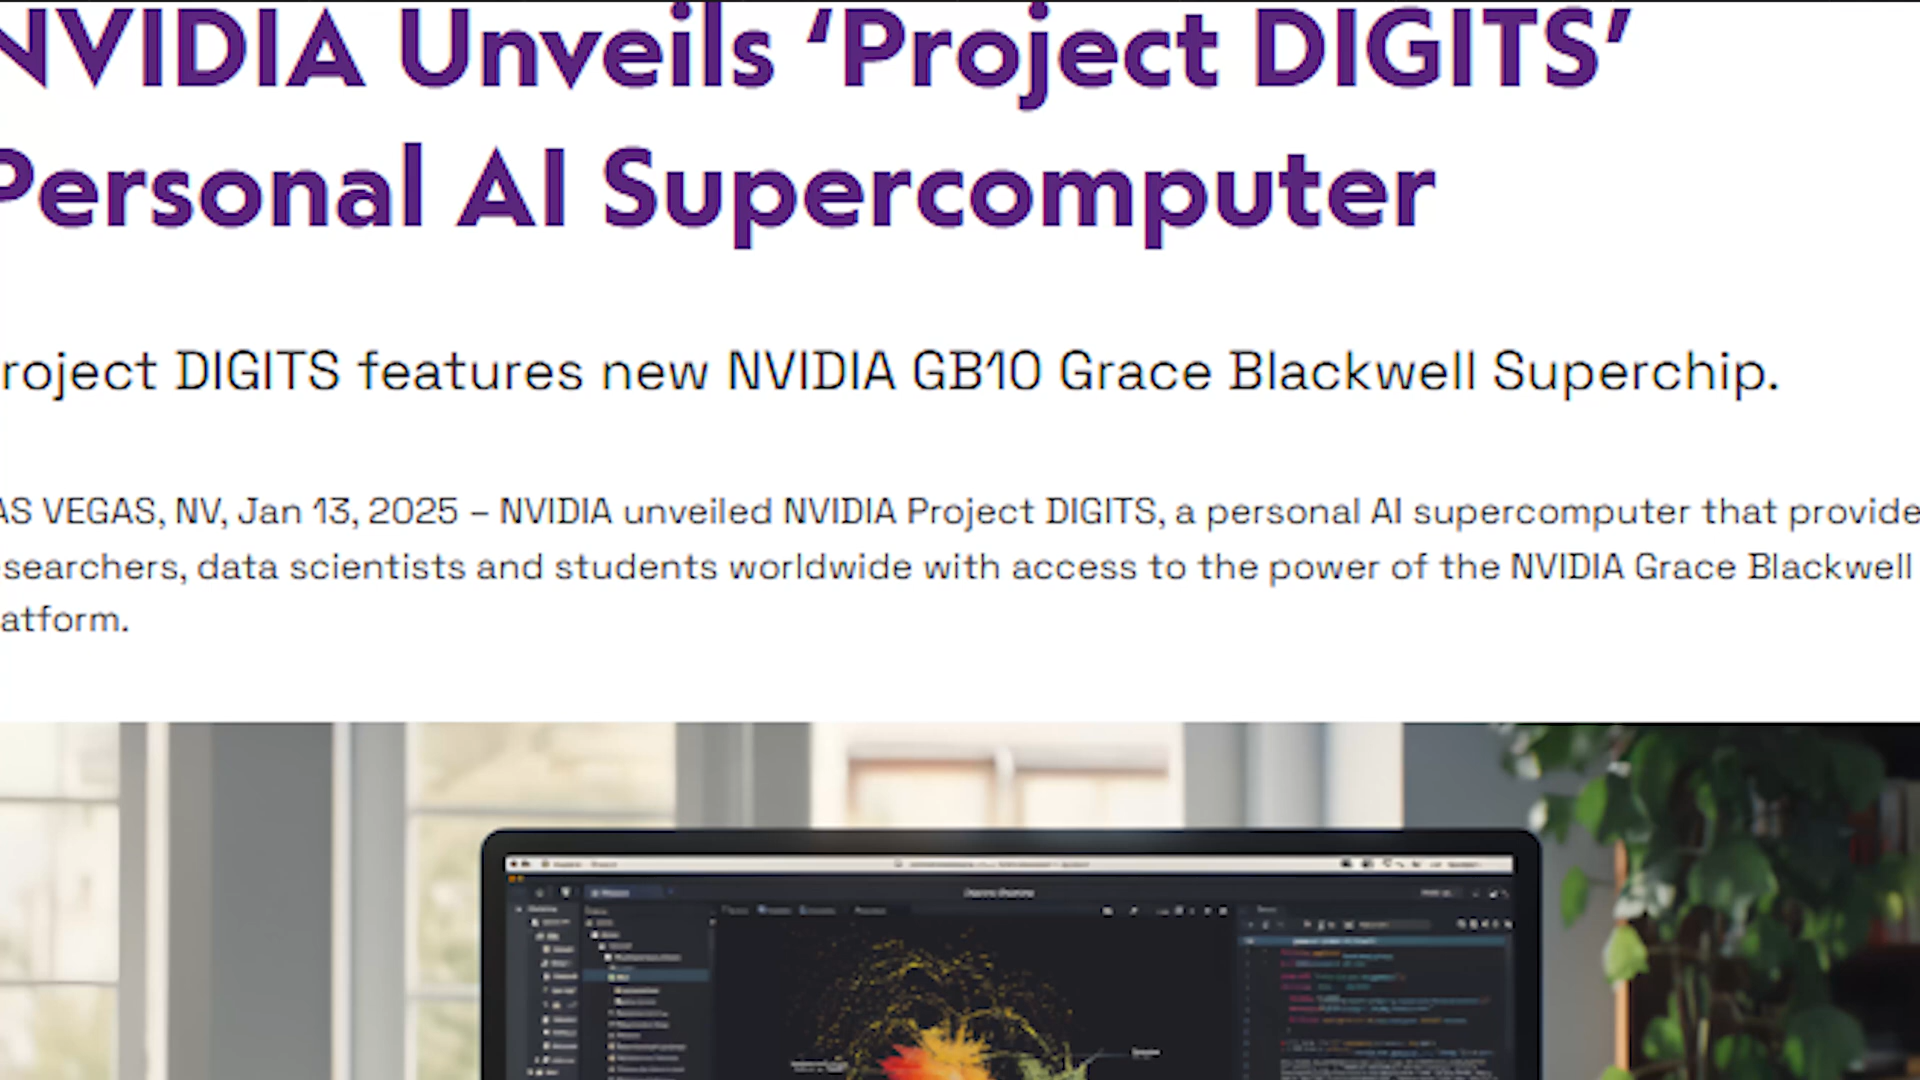 NVIDIA Unveils ‘Project DIGITS’
Personal AI Supercomputer
roject DIGITS features new NVIDIA GB10 Grace Blackwell Superchip.
AS VEGAS, NV, Jan 13, 2025 – NVIDIA unveiled NVIDIA Project DIGITS, a personal AI supercomputer that provide
searchers, data scientists and students worldwide with access to the power of the NVIDIA Grace Blackwell
atform.